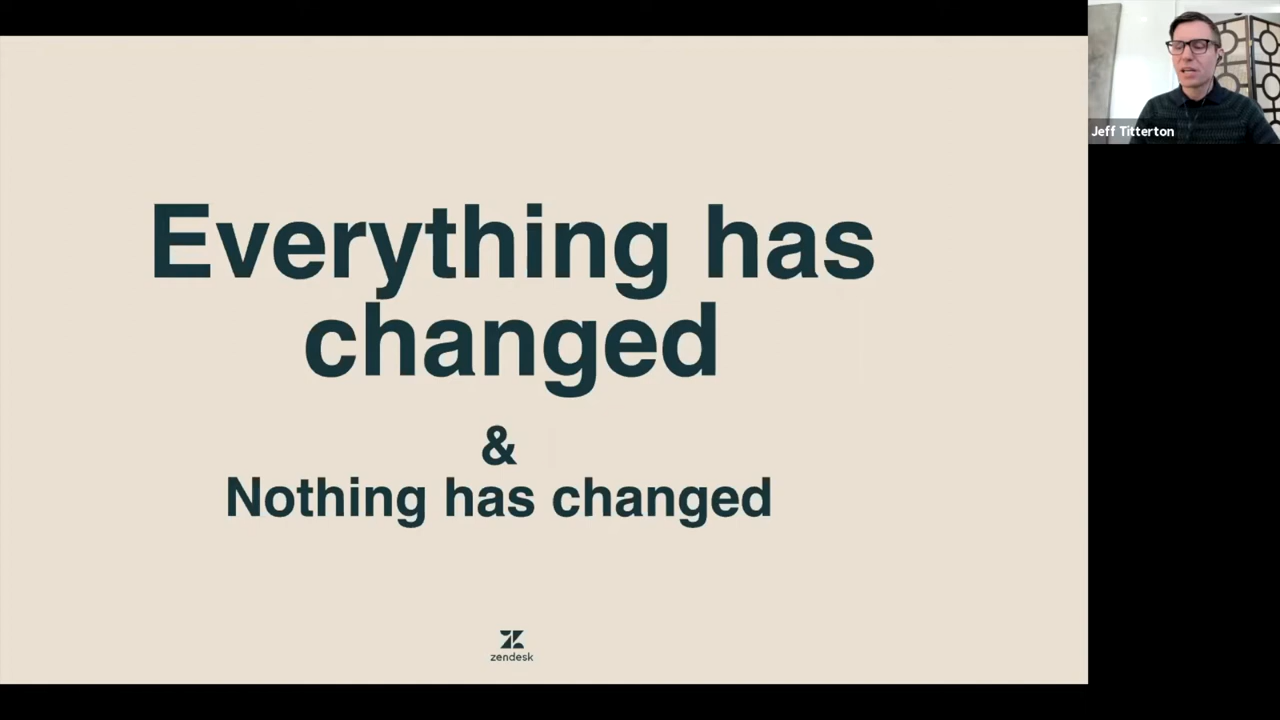 Everything has
changed
&
Nothing has changed
zendesk
Jeff Titterton